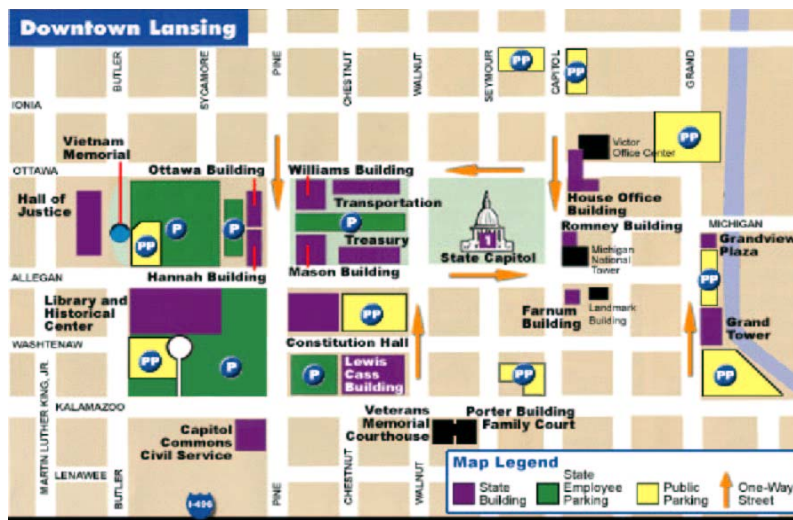 Downtown Lansing
BUTLER
SYCAMORE
PINE
CHESTNUT
WALNUT
SEYMOUR
CAPITOL
GRAND
PP
PP
IONIA
PP
Vietnam
Memorial
Victor
Office Center
OTTAWA
Ottawa Building
Williams Building
Hall of
Justice
Transportation
House Office
Building
P
P
P
PP
Treasury
1
State Capitol
Romney Building
Michigan
National
Tower
MICHIGAN
Grandview
Plaza
ALLEGAN
Hannah Building
Mason Building
PP
Library and
Historical
Center
PP
Farnum
Building
Landmark
Building
Grand
Tower
WASHTENAW
Constitution Hall
PP
P
P
Lewis
Cass
Building
PP
PP
MARTIN LUTHER KING, JR.
KALAMAZOO
Capitol
Commons
Civil Service
Veterans
Memorial
Courthouse
Porter Building
Family Court
LENAWEE
BUTLER
I-496
PINE
CHESTNUT
WALNUT
Map Legend
State
Building
State
Employee
Parking
Public
Parking
One-Way
Street